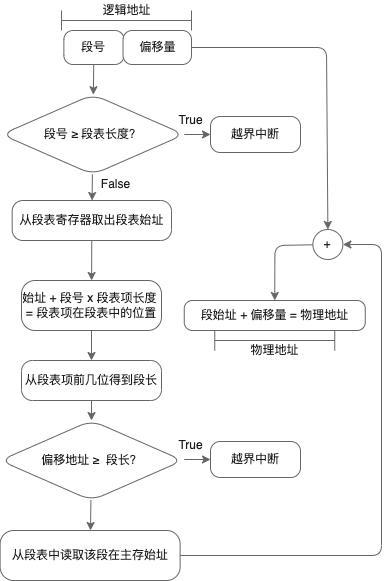 逻辑地址
段号
偏移量
段号 ≥ 段表长度?
True
越界中断
False
从段表寄存器取出段表始址
+
始址 + 段号 x 段表项长度
= 段表项在段表中的位置
段始址 + 偏移量 = 物理地址
物理地址
从段表项前几位得到段长
True
偏移地址 ≥ 段长?
越界中断
从段表中读取该段在主存始址